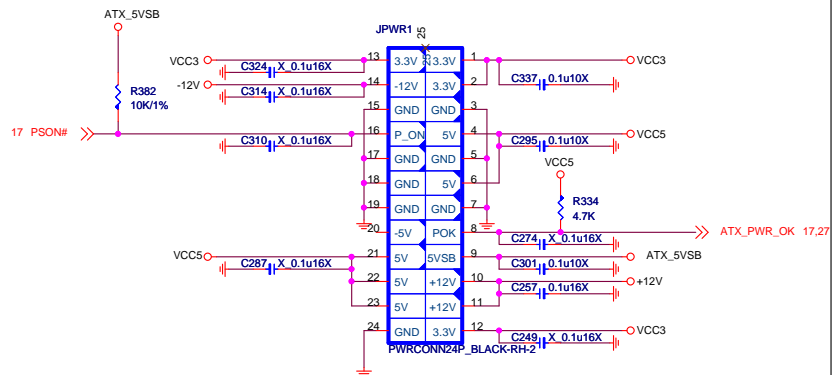 ATX_5VSB
JPWR1
25
25
VCC3
C324 X_0.1u16X
13 3.3V 3.3V 1
VCC3
-12V
C314 X_0.1u16X
14 -12V 3.3V 2
C337 0.1u10X
R382
10K/1%
15 GND GND 3
17 PSON#
C310 X_0.1u16X
16 P_ON 5V 4
VCC5
C295 X_0.1u10X
17 GND GND 5
18 GND 5V 6
VCC5
19 GND GND 7
R334
4.7K
20 -5V POK 8
ATX_PWR_OK 17,27
C274 X_0.1u16X
VCC5
21 5V 5VSB 9
ATX_5VSB
C287 X_0.1u16X
C301 X_0.1u10X
22 5V +12V 10
+12V
C257 0.1u16X
23 5V +12V 11
24 GND 3.3V 12
VCC3
C249 X_0.1u16X
PWRCONN24P_BLACK-RH-2